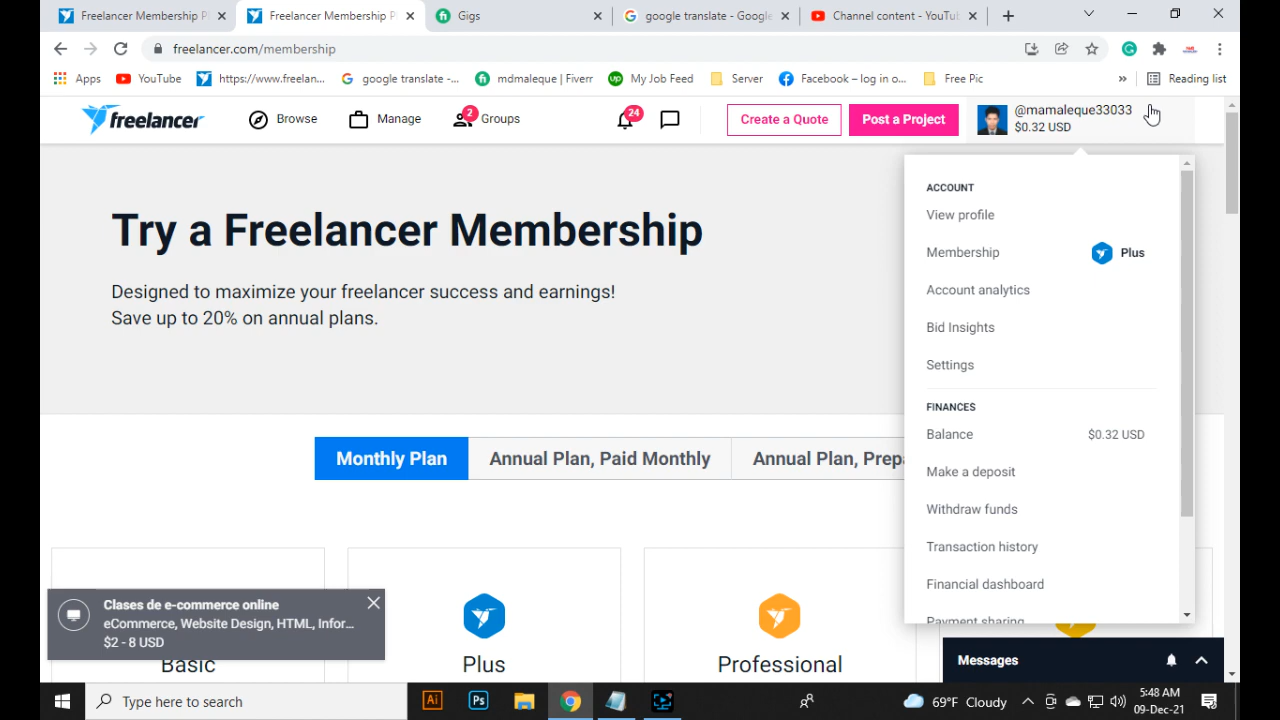 Freelancer Membership P
Freelancer Membership P
Gigs
google translate - Google
Channel content - YouTu
freelancer.com/membership
Apps
YouTube
https://www.freelan...
google translate -...
mdmaleque | Fiverr
My Job Feed
Server
Facebook – log in o...
Free Pic
»
Reading list
freelancer
Browse
Manage
2
Groups
24
Create a Quote
Post a Project
@mamaleque33033
$0.32 USD
Try a Freelancer Membership
Designed to maximize your freelancer success and earnings!
Save up to 20% on annual plans.
ACCOUNT
View profile
Membership
Plus
Account analytics
Bid Insights
Settings
FINANCES
Balance
$0.32 USD
Make a deposit
Withdraw funds
Transaction history
Financial dashboard
Payment sharing
Monthly Plan
Annual Plan, Paid Monthly
Annual Plan, Prep
Clases de e-commerce online
eCommerce, Website Design, HTML, Infor...
$2 - 8 USD
Basic
Plus
Professional
Messages
Type here to search
Ai
Ps
69°F Cloudy
5:48 AM
09-Dec-21